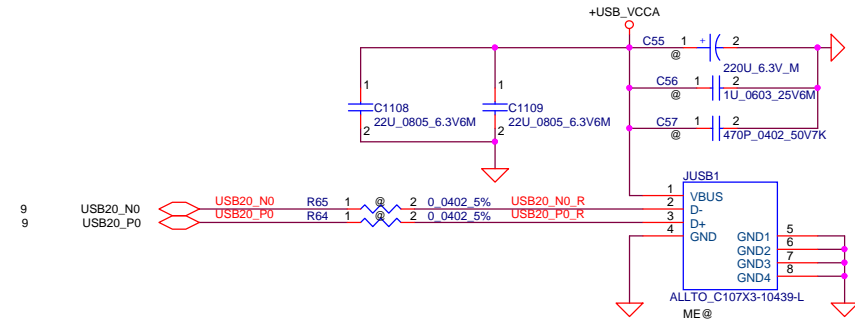 +USB_VCCA
C55 1 + 2
@
220U_6.3V_M
C56 1 2
@ 1U_0603_25V6M
C57 1 2
@ 470P_0402_50V7K
1 1
C1108 C1109
22U_0805_6.3V6M 22U_0805_6.3V6M
2 2
JUSB1
1 VBUS
9 USB20_N0 USB20_N0 R65 1 @ 2 0_0402_5% USB20_N0_R 2 D-
9 USB20_P0 USB20_P0 R64 1 @ 2 0_0402_5% USB20_P0_R 3 D+
4 GND GND1 5
GND2 6
GND3 7
GND4 8
ALLTO_C107X3-10439-L
ME@